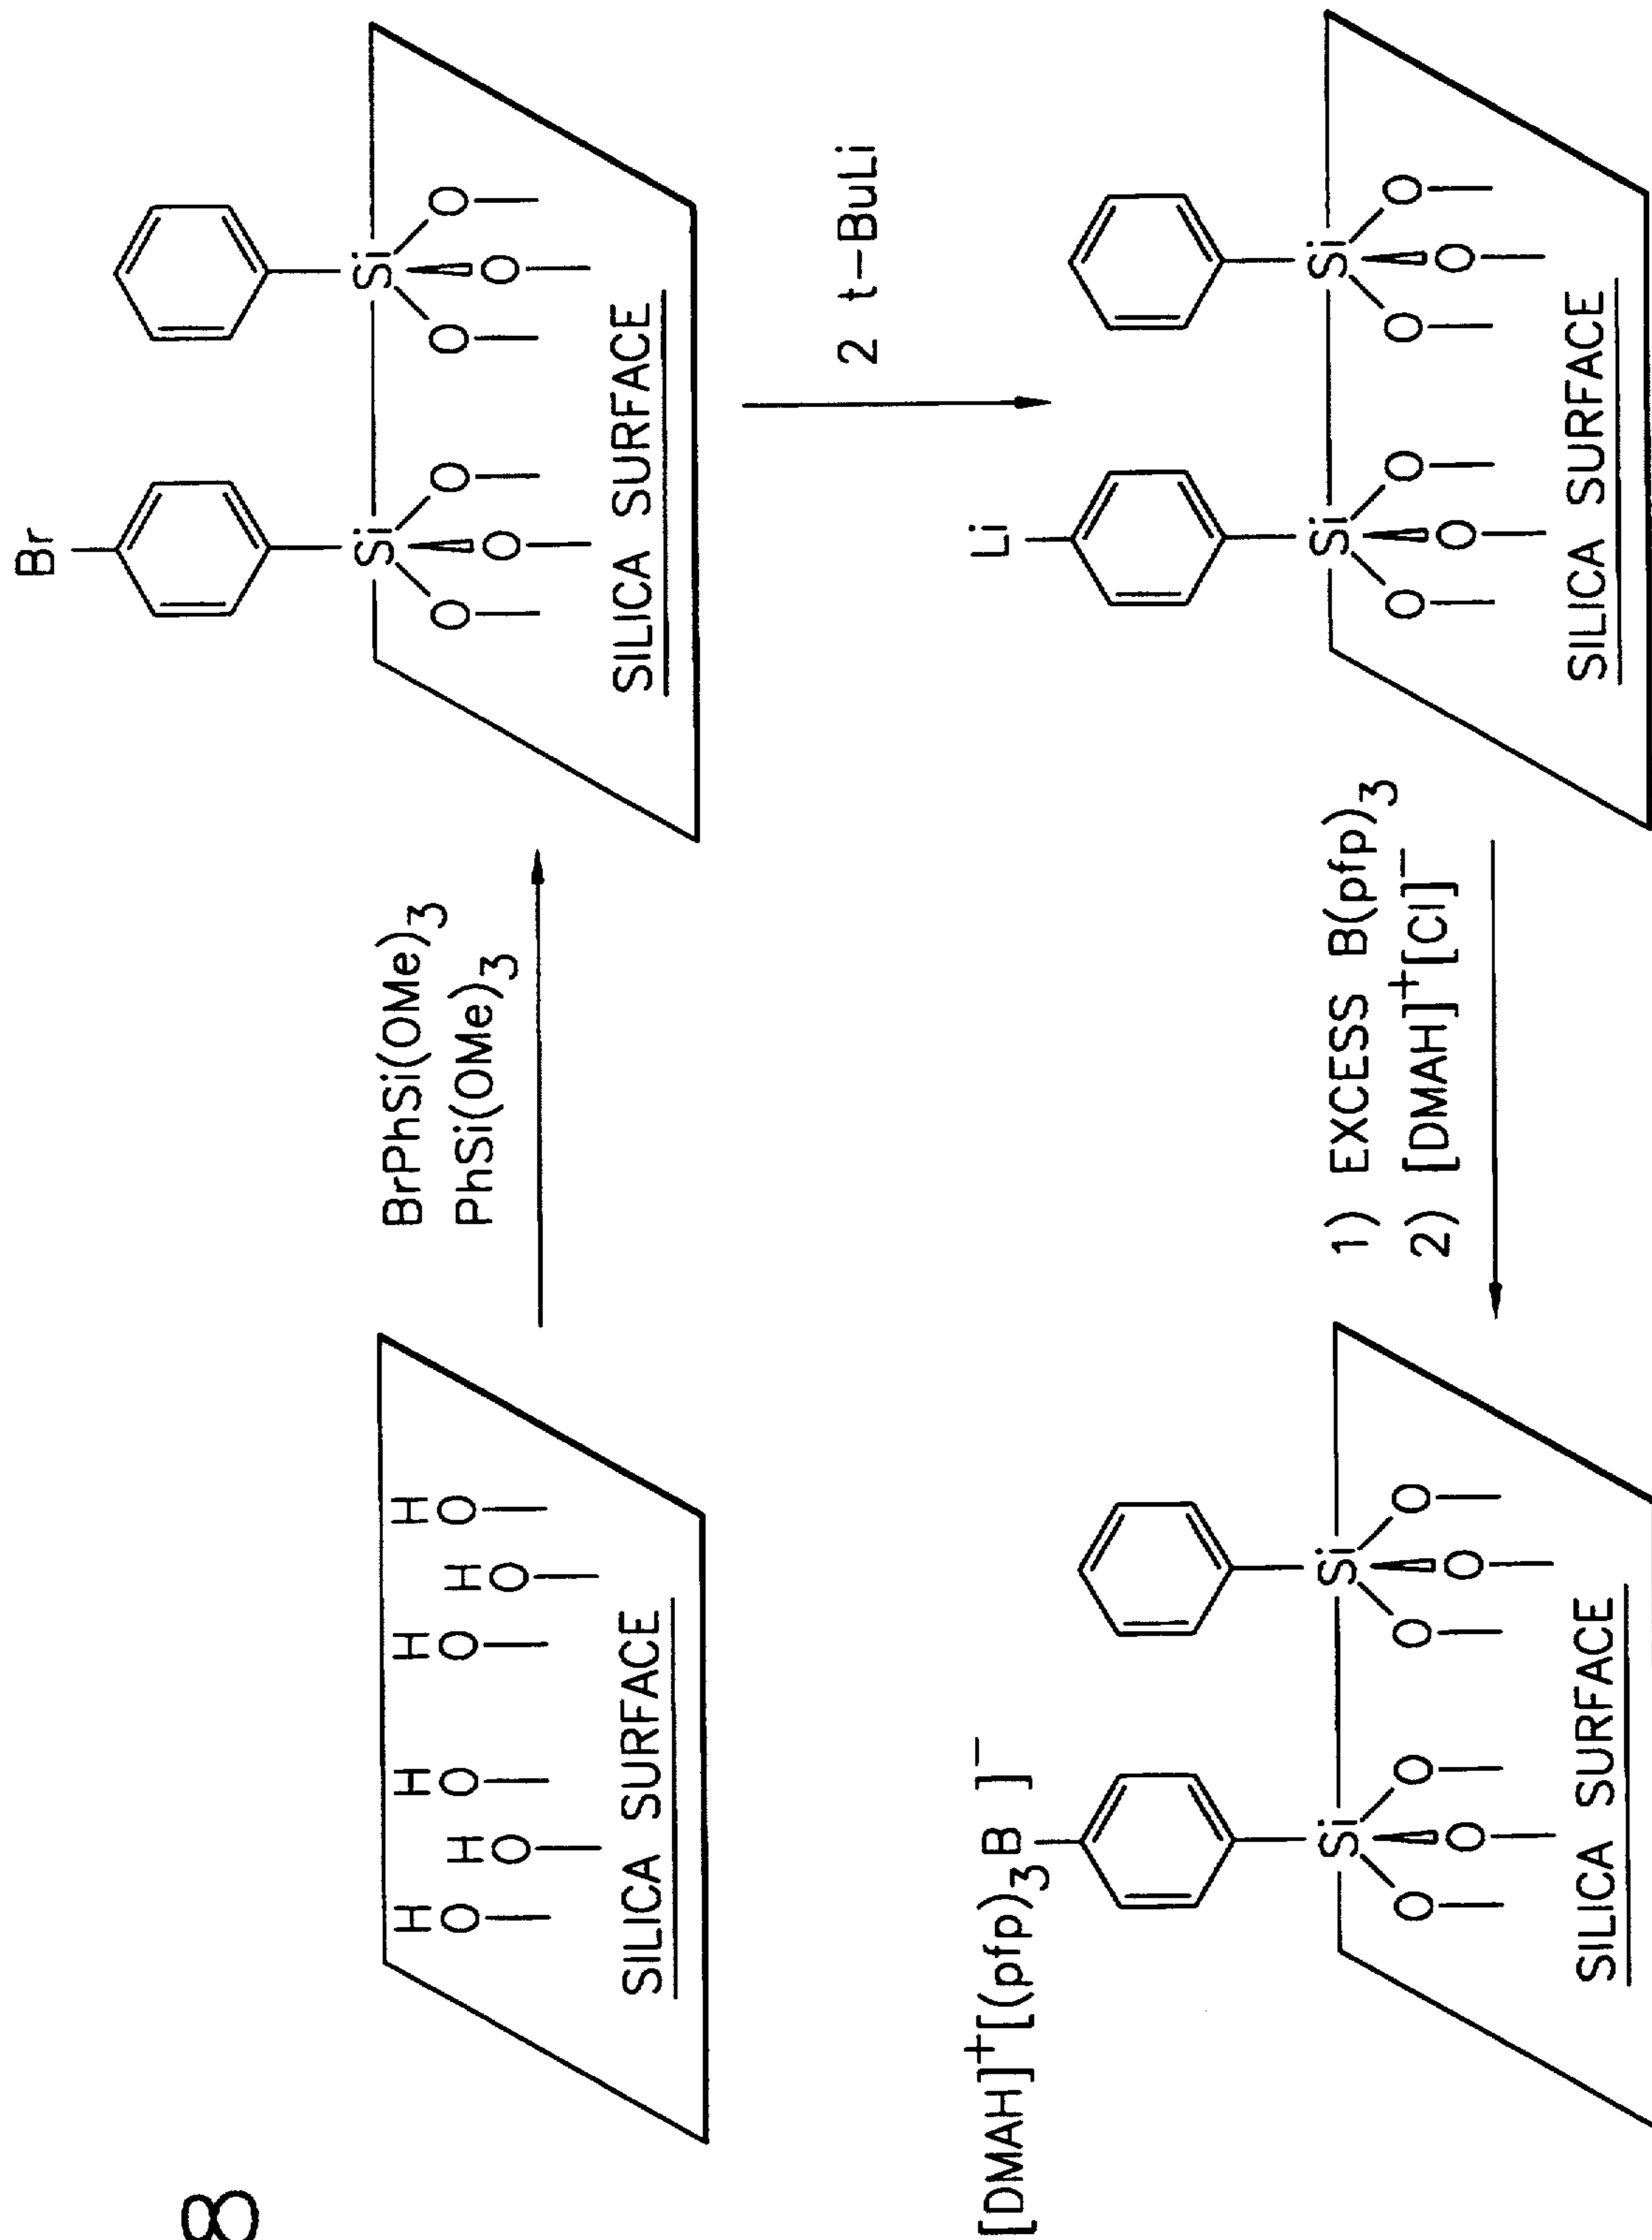 8
H H H H H H
O O O O O O
SILICA SURFACE
BrPhSi(OMe)3
PhSi(OMe)3
Br
Si Si
O O O O O O
SILICA SURFACE
2 t-BuLi
Li
Si Si
O O O O O O
SILICA SURFACE
1) EXCESS B(pfp)3
2) [DMAH]+[Cl]-
[DMAH]+[(pfp)3B ]-
Si Si
O O O O O O
SILICA SURFACE